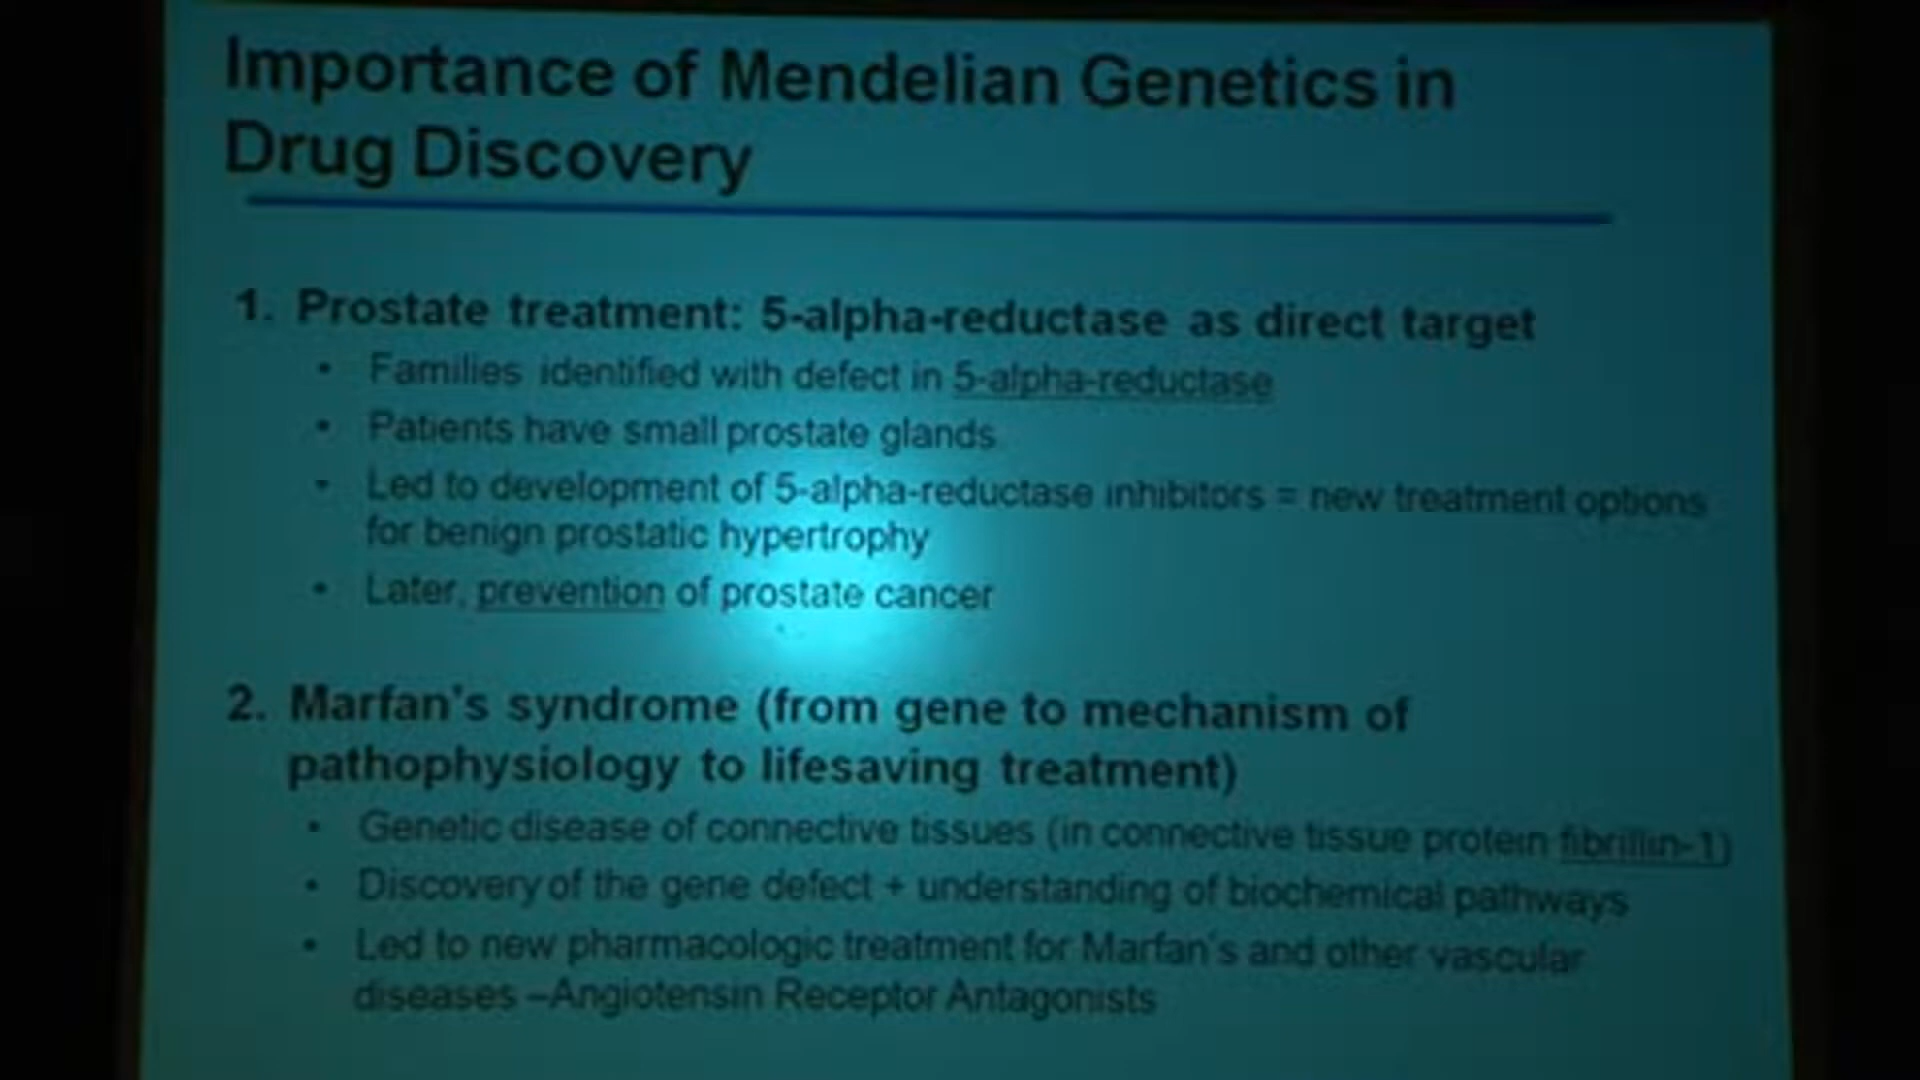 Importance of Mendelian Genetics in
Drug Discovery
1. Prostate treatment: 5-alpha-reductase as direct target
• Families identified with defect in 5-alpha-reductase
• Patients have small prostate glands
• Led to development of 5-alpha-reductase inhibitors = new treatment options
for benign prostatic hypertrophy
• Later, prevention of prostate cancer
2. Marfan's syndrome (from gene to mechanism of
pathophysiology to lifesaving treatment)
• Genetic disease of connective tissues (in connective tissue protein fibrillin-1)
• Discovery of the gene defect + understanding of biochemical pathways
• Led to new pharmacologic treatment for Marfan's and other vascular
diseases –Angiotensin Receptor Antagonists